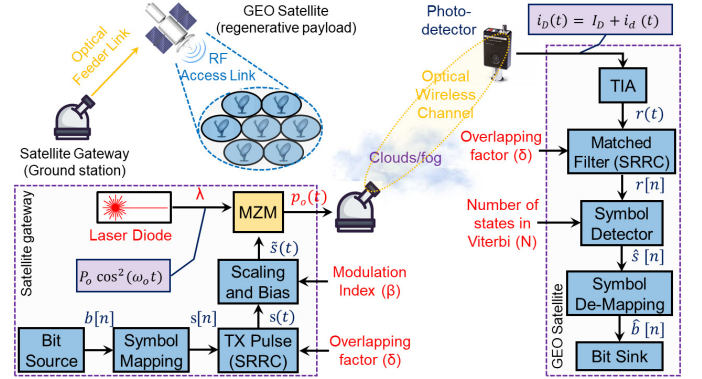 GEO Satellite
(regenerative payload)
Optical
Feeder Link
RF
Access Link
Satellite Gateway
(Ground station)
Photo-
detector
i_D(t) = I_D + i_d (t)
Optical
Wireless
Channel
Clouds/fog
TIA
r(t)
Overlapping
factor (δ)
Matched
Filter (SRRC)
r[n]
Number of
states in
Viterbi (N)
Symbol
Detector
ŝ [n]
Symbol
De-Mapping
b̂ [n]
Bit Sink
GEO Satellite
Satellite gateway
Laser Diode
λ
MZM
p_o(t)
P_o cos²(ω_o t)
s̃(t)
Scaling
and Bias
Modulation
Index (β)
s(t)
Bit
Source
b[n]
Symbol
Mapping
s[n]
TX Pulse
(SRRC)
Overlapping
factor (δ)